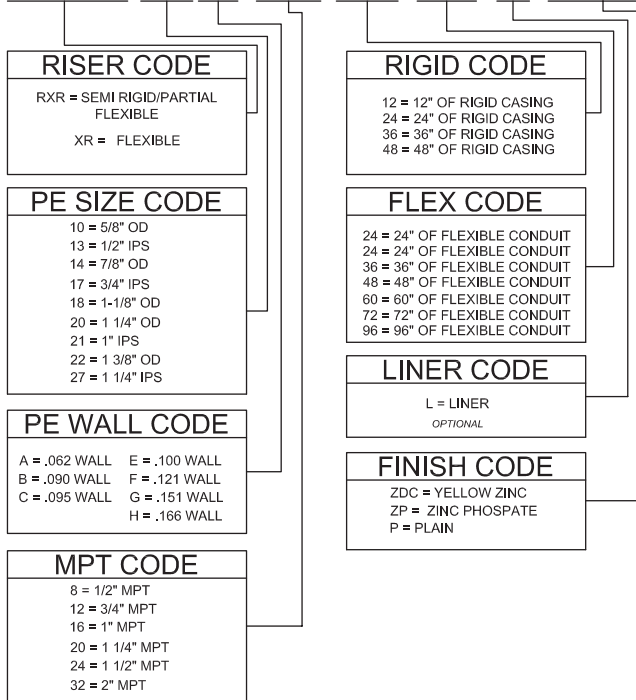 RISER CODE
RXR = SEMI RIGID/PARTIAL
FLEXIBLE
XR = FLEXIBLE
PE SIZE CODE
10 = 5/8" OD
13 = 1/2" IPS
14 = 7/8" OD
17 = 3/4" IPS
18 = 1-1/8" OD
20 = 1 1/4" OD
21 = 1" IPS
22 = 1 3/8" OD
27 = 1 1/4" IPS
PE WALL CODE
A = .062 WALL E = .100 WALL
B = .090 WALL F = .121 WALL
C = .095 WALL G = .151 WALL
H = .166 WALL
MPT CODE
8 = 1/2" MPT
12 = 3/4" MPT
16 = 1" MPT
20 = 1 1/4" MPT
24 = 1 1/2" MPT
32 = 2" MPT
RIGID CODE
12 = 12" OF RIGID CASING
24 = 24" OF RIGID CASING
36 = 36" OF RIGID CASING
48 = 48" OF RIGID CASING
FLEX CODE
24 = 24" OF FLEXIBLE CONDUIT
24 = 24" OF FLEXIBLE CONDUIT
36 = 36" OF FLEXIBLE CONDUIT
48 = 48" OF FLEXIBLE CONDUIT
60 = 60" OF FLEXIBLE CONDUIT
72 = 72" OF FLEXIBLE CONDUIT
96 = 96" OF FLEXIBLE CONDUIT
LINER CODE
L = LINER
OPTIONAL
FINISH CODE
ZDC = YELLOW ZINC
ZP = ZINC PHOSPATE
P = PLAIN